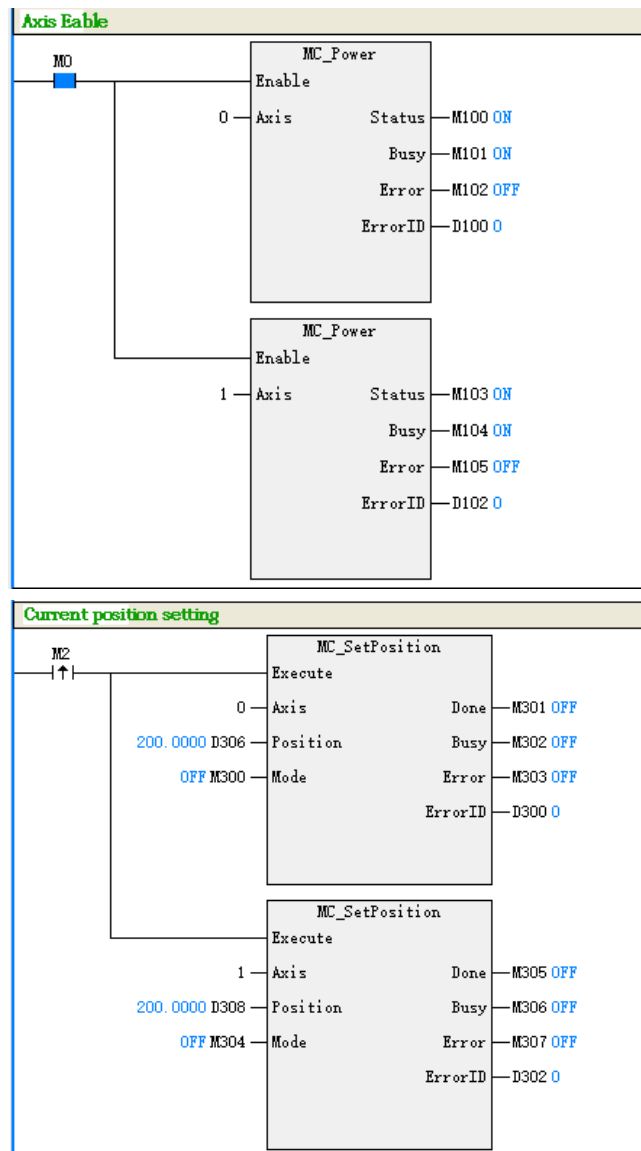 Axis Eable
M0
MC_Power
Enable
0 Axis Status M100 ON
Busy M101 ON
Error M102 OFF
ErrorID D100 0
MC_Power
Enable
1 Axis Status M103 ON
Busy M104 ON
Error M105 OFF
ErrorID D102 0
Current position setting
M2
MC_SetPosition
Execute
0 Axis Done M301 OFF
200.0000 D306 Position Busy M302 OFF
OFF M300 Mode Error M303 OFF
ErrorID D300 0
MC_SetPosition
Execute
1 Axis Done M305 OFF
200.0000 D308 Position Busy M306 OFF
OFF M304 Mode Error M307 OFF
ErrorID D302 0